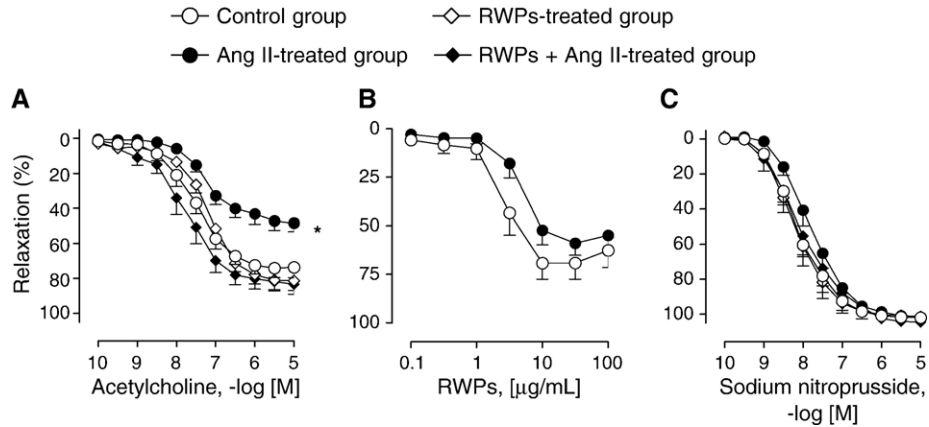 Control group
RWPs-treated group
Ang II-treated group
RWPs + Ang II-treated group
A
B
C
Relaxation (%)
0
20
40
60
80
100
10 9 8 7 6 5
Acetylcholine, -log [M]
0
25
50
75
100
0.1 1 10 100
RWPs, [μg/mL]
0
20
40
60
80
100
10 9 8 7 6 5
Sodium nitroprusside,
-log [M]
*